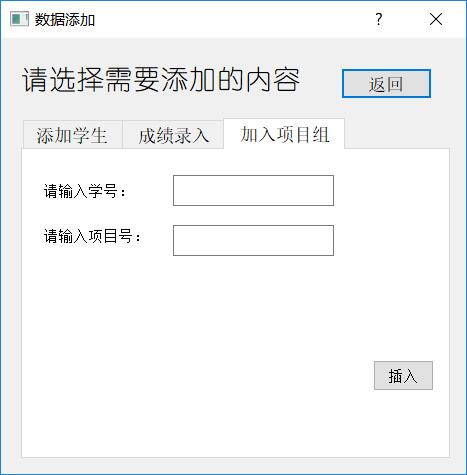 数据添加
?
请选择需要添加的内容
返回
添加学生 成绩录入 加入项目组
请输入学号：
请输入项目号：
插入